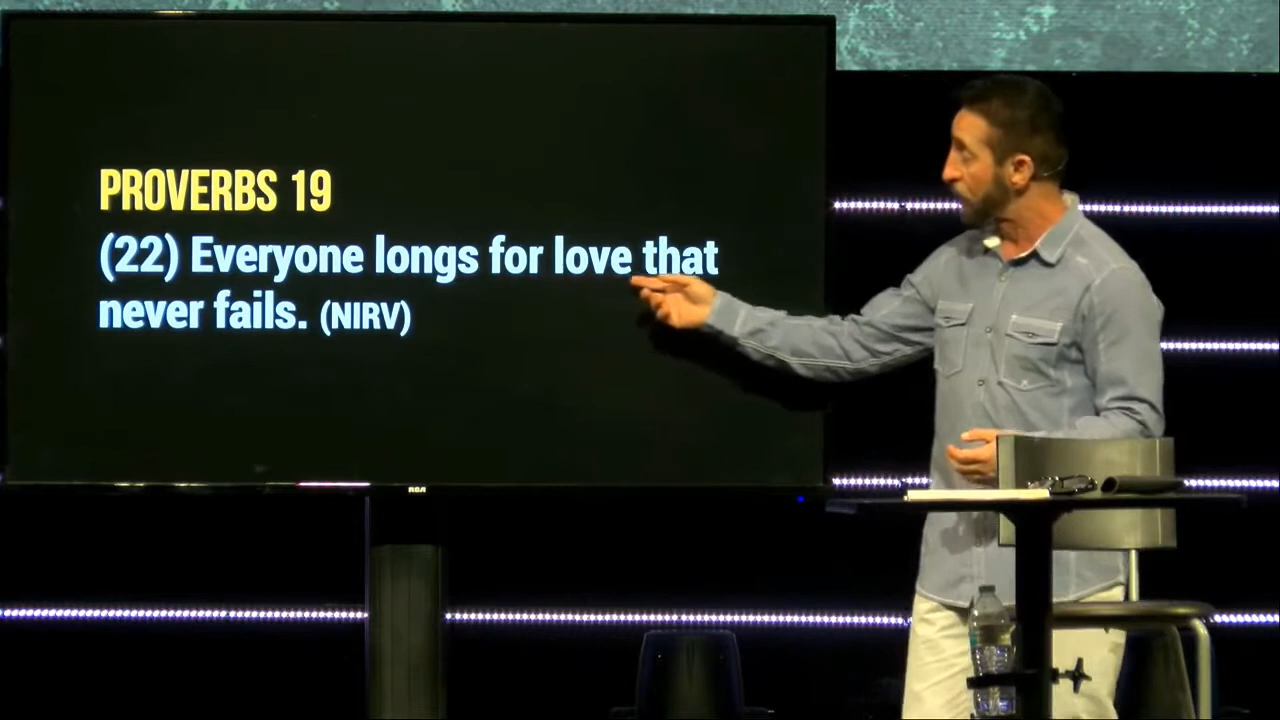 PROVERBS 19
(22) Everyone longs for love that
never fails. (NIRV)
RCA